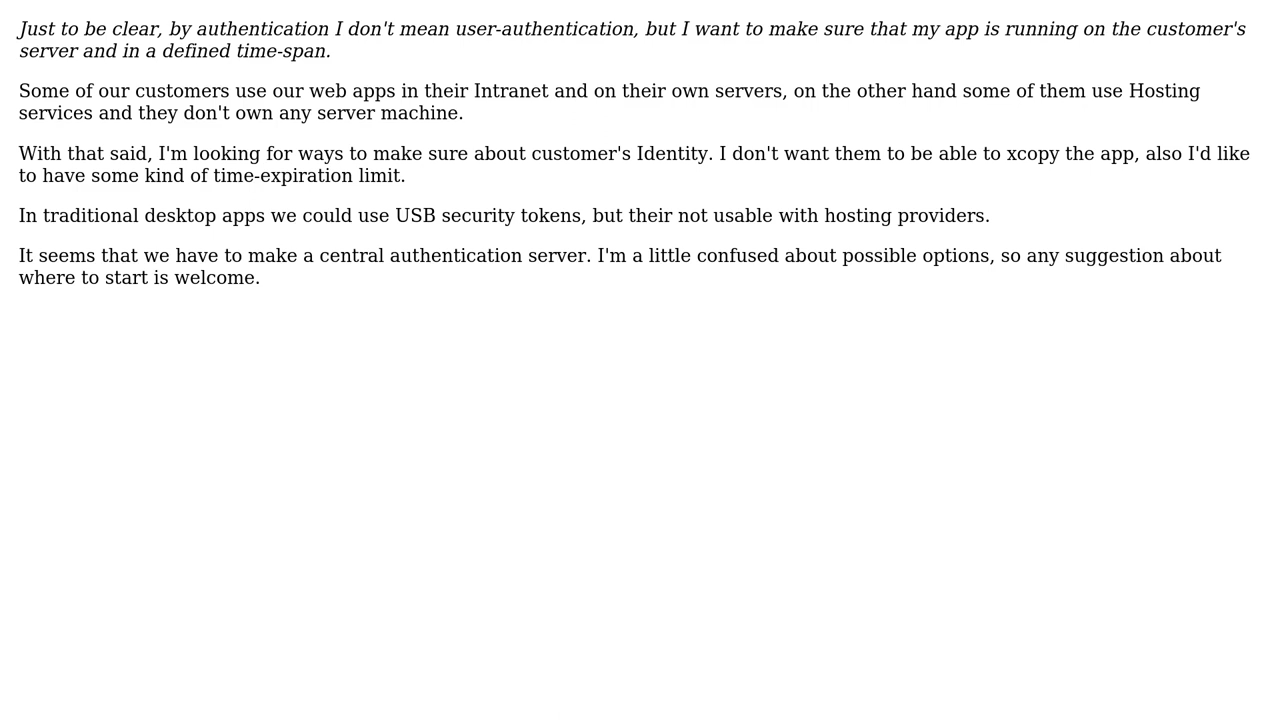 Just to be clear, by authentication I don't mean user-authentication, but I want to make sure that my app is running on the customer's
server and in a defined time-span.
Some of our customers use our web apps in their Intranet and on their own servers, on the other hand some of them use Hosting
services and they don't own any server machine.
With that said, I'm looking for ways to make sure about customer's Identity. I don't want them to be able to xcopy the app, also I'd like
to have some kind of time-expiration limit.
In traditional desktop apps we could use USB security tokens, but their not usable with hosting providers.
It seems that we have to make a central authentication server. I'm a little confused about possible options, so any suggestion about
where to start is welcome.